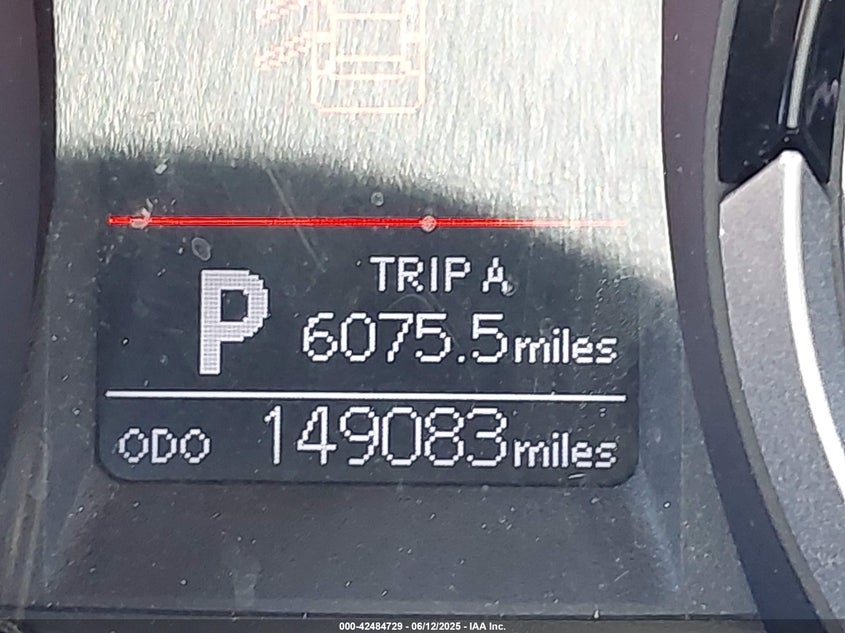 TRIP A
P
6075.5miles
ODO 149083miles
000-42484729 - 06/12/2025 - IAA Inc.